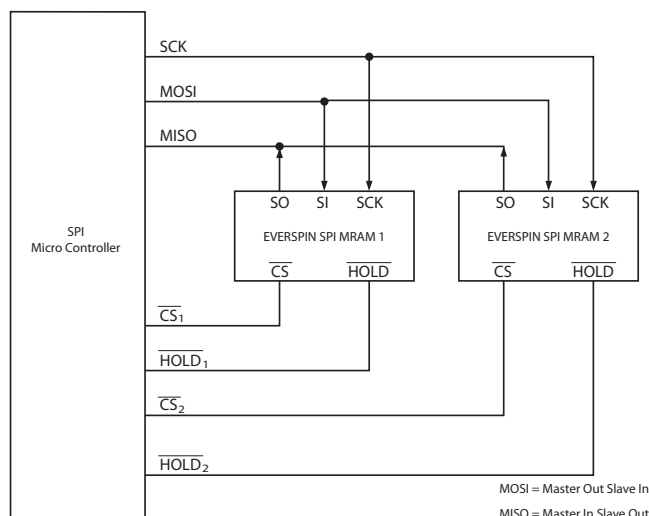 SCK
MOSI
MISO
SO SI SCK
EVERSPIN SPI MRAM 1
CS HOLD
SO SI SCK
EVERSPIN SPI MRAM 2
CS HOLD
SPI
Micro Controller
CS1
HOLD1
CS2
HOLD2
MOSI = Master Out Slave In
MISO = Master In Slave Out